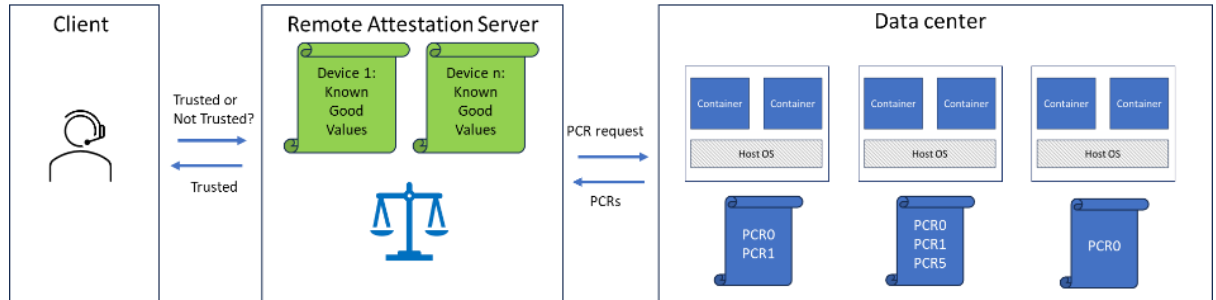 Client
Trusted or
Not Trusted?
Trusted
Remote Attestation Server
Device 1:
Known
Good
Values
Device n:
Known
Good
Values
PCR request
PCRs
Data center
Container
Container
Host OS
Container
Container
Host OS
Container
Container
Host OS
PCR0
PCR1
PCR0
PCR1
PCR5
PCR0